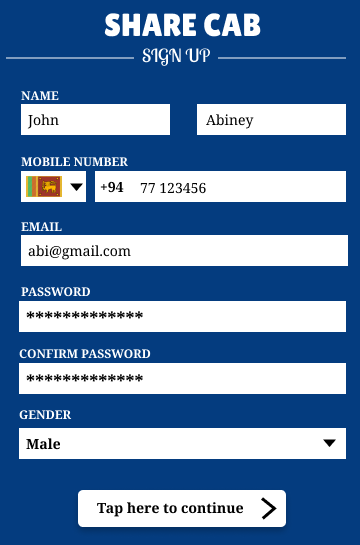 SHARE CAB
SIGN UP
NAME
John Abiney
MOBILE NUMBER
+94 77 123456
EMAIL
abi@gmail.com
PASSWORD
*************
CONFIRM PASSWORD
*************
GENDER
Male
Tap here to continue